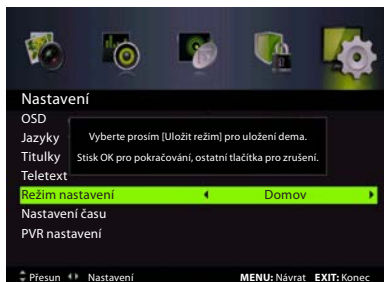 Nastavení
OSD
Jazyky
Titulky
Teletext
Vyberte prosím [Uložit režim] pro uložení dema.
Stisk OK pro pokračování, ostatní tlačítka pro zrušení.
Režim nastavení Domov
Nastavení času
PVR nastavení
Přesun Nastavení MENU: Návrat EXIT: Konec